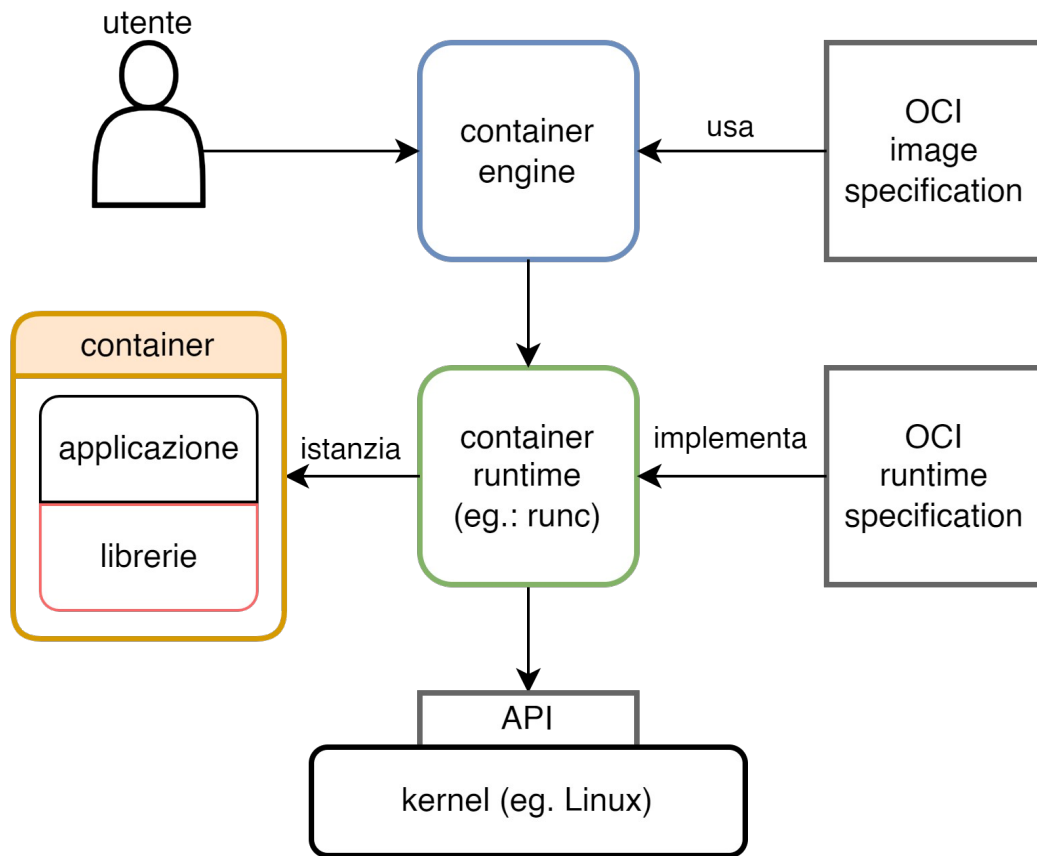 utente
container
engine
usa
OCI
image
specification
container
applicazione
librerie
istanzia
container
runtime
(eg.: runc)
implementa
OCI
runtime
specification
API
kernel (eg. Linux)